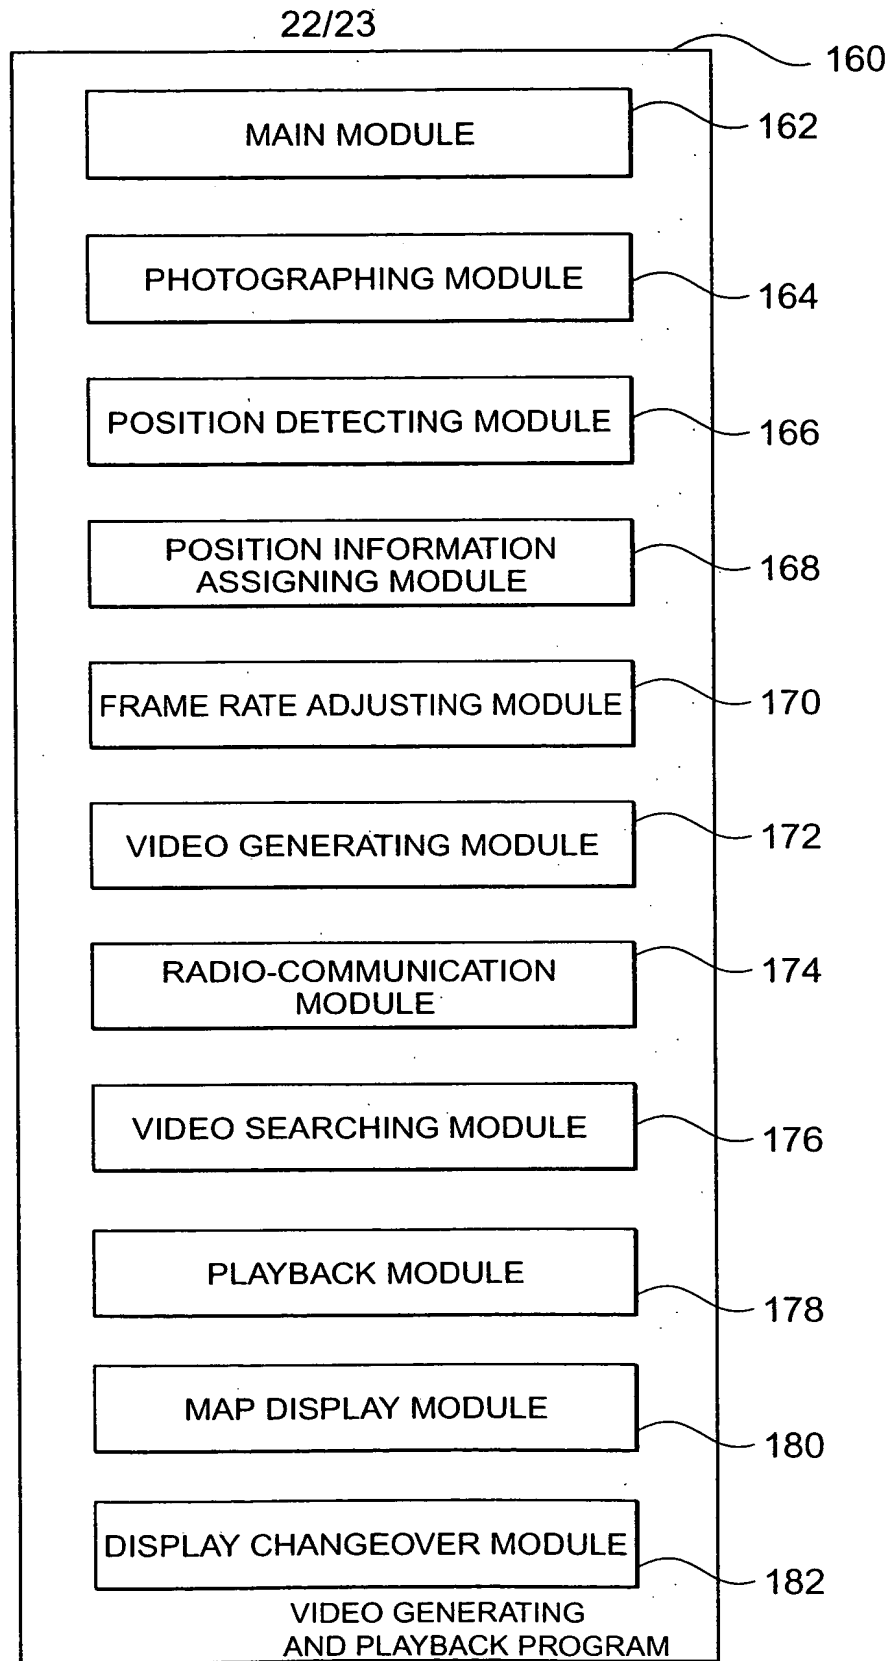 22/23
160
MAIN MODULE
162
PHOTOGRAPHING MODULE
164
POSITION DETECTING MODULE
166
POSITION INFORMATION
ASSIGNING MODULE
168
FRAME RATE ADJUSTING MODULE
170
VIDEO GENERATING MODULE
172
RADIO-COMMUNICATION
MODULE
174
VIDEO SEARCHING MODULE
176
PLAYBACK MODULE
178
MAP DISPLAY MODULE
180
DISPLAY CHANGEOVER MODULE
182
VIDEO GENERATING
AND PLAYBACK PROGRAM